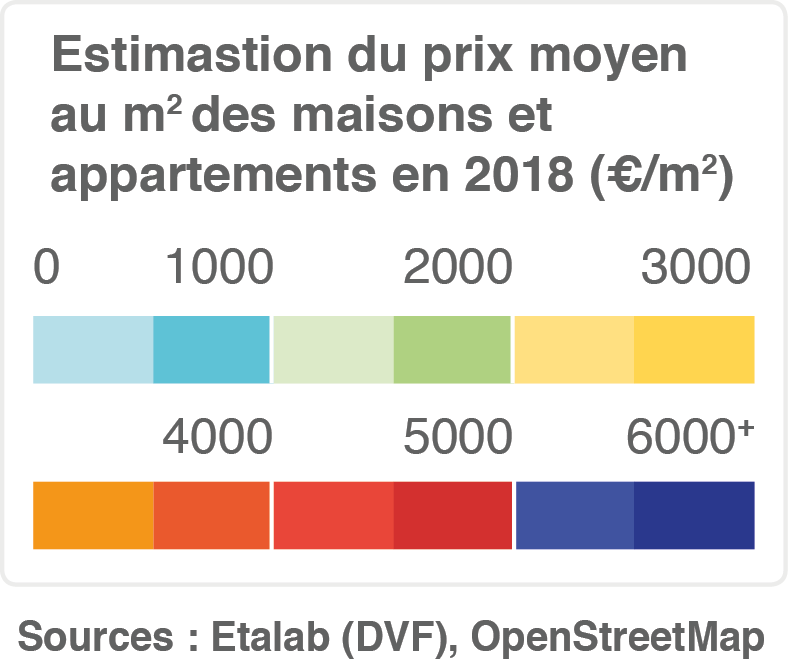 Estimastion du prix moyen
au m² des maisons et
appartements en 2018 (€/m²)
0 1000 2000 3000
4000 5000 6000⁺
Sources : Etalab (DVF), OpenStreetMap